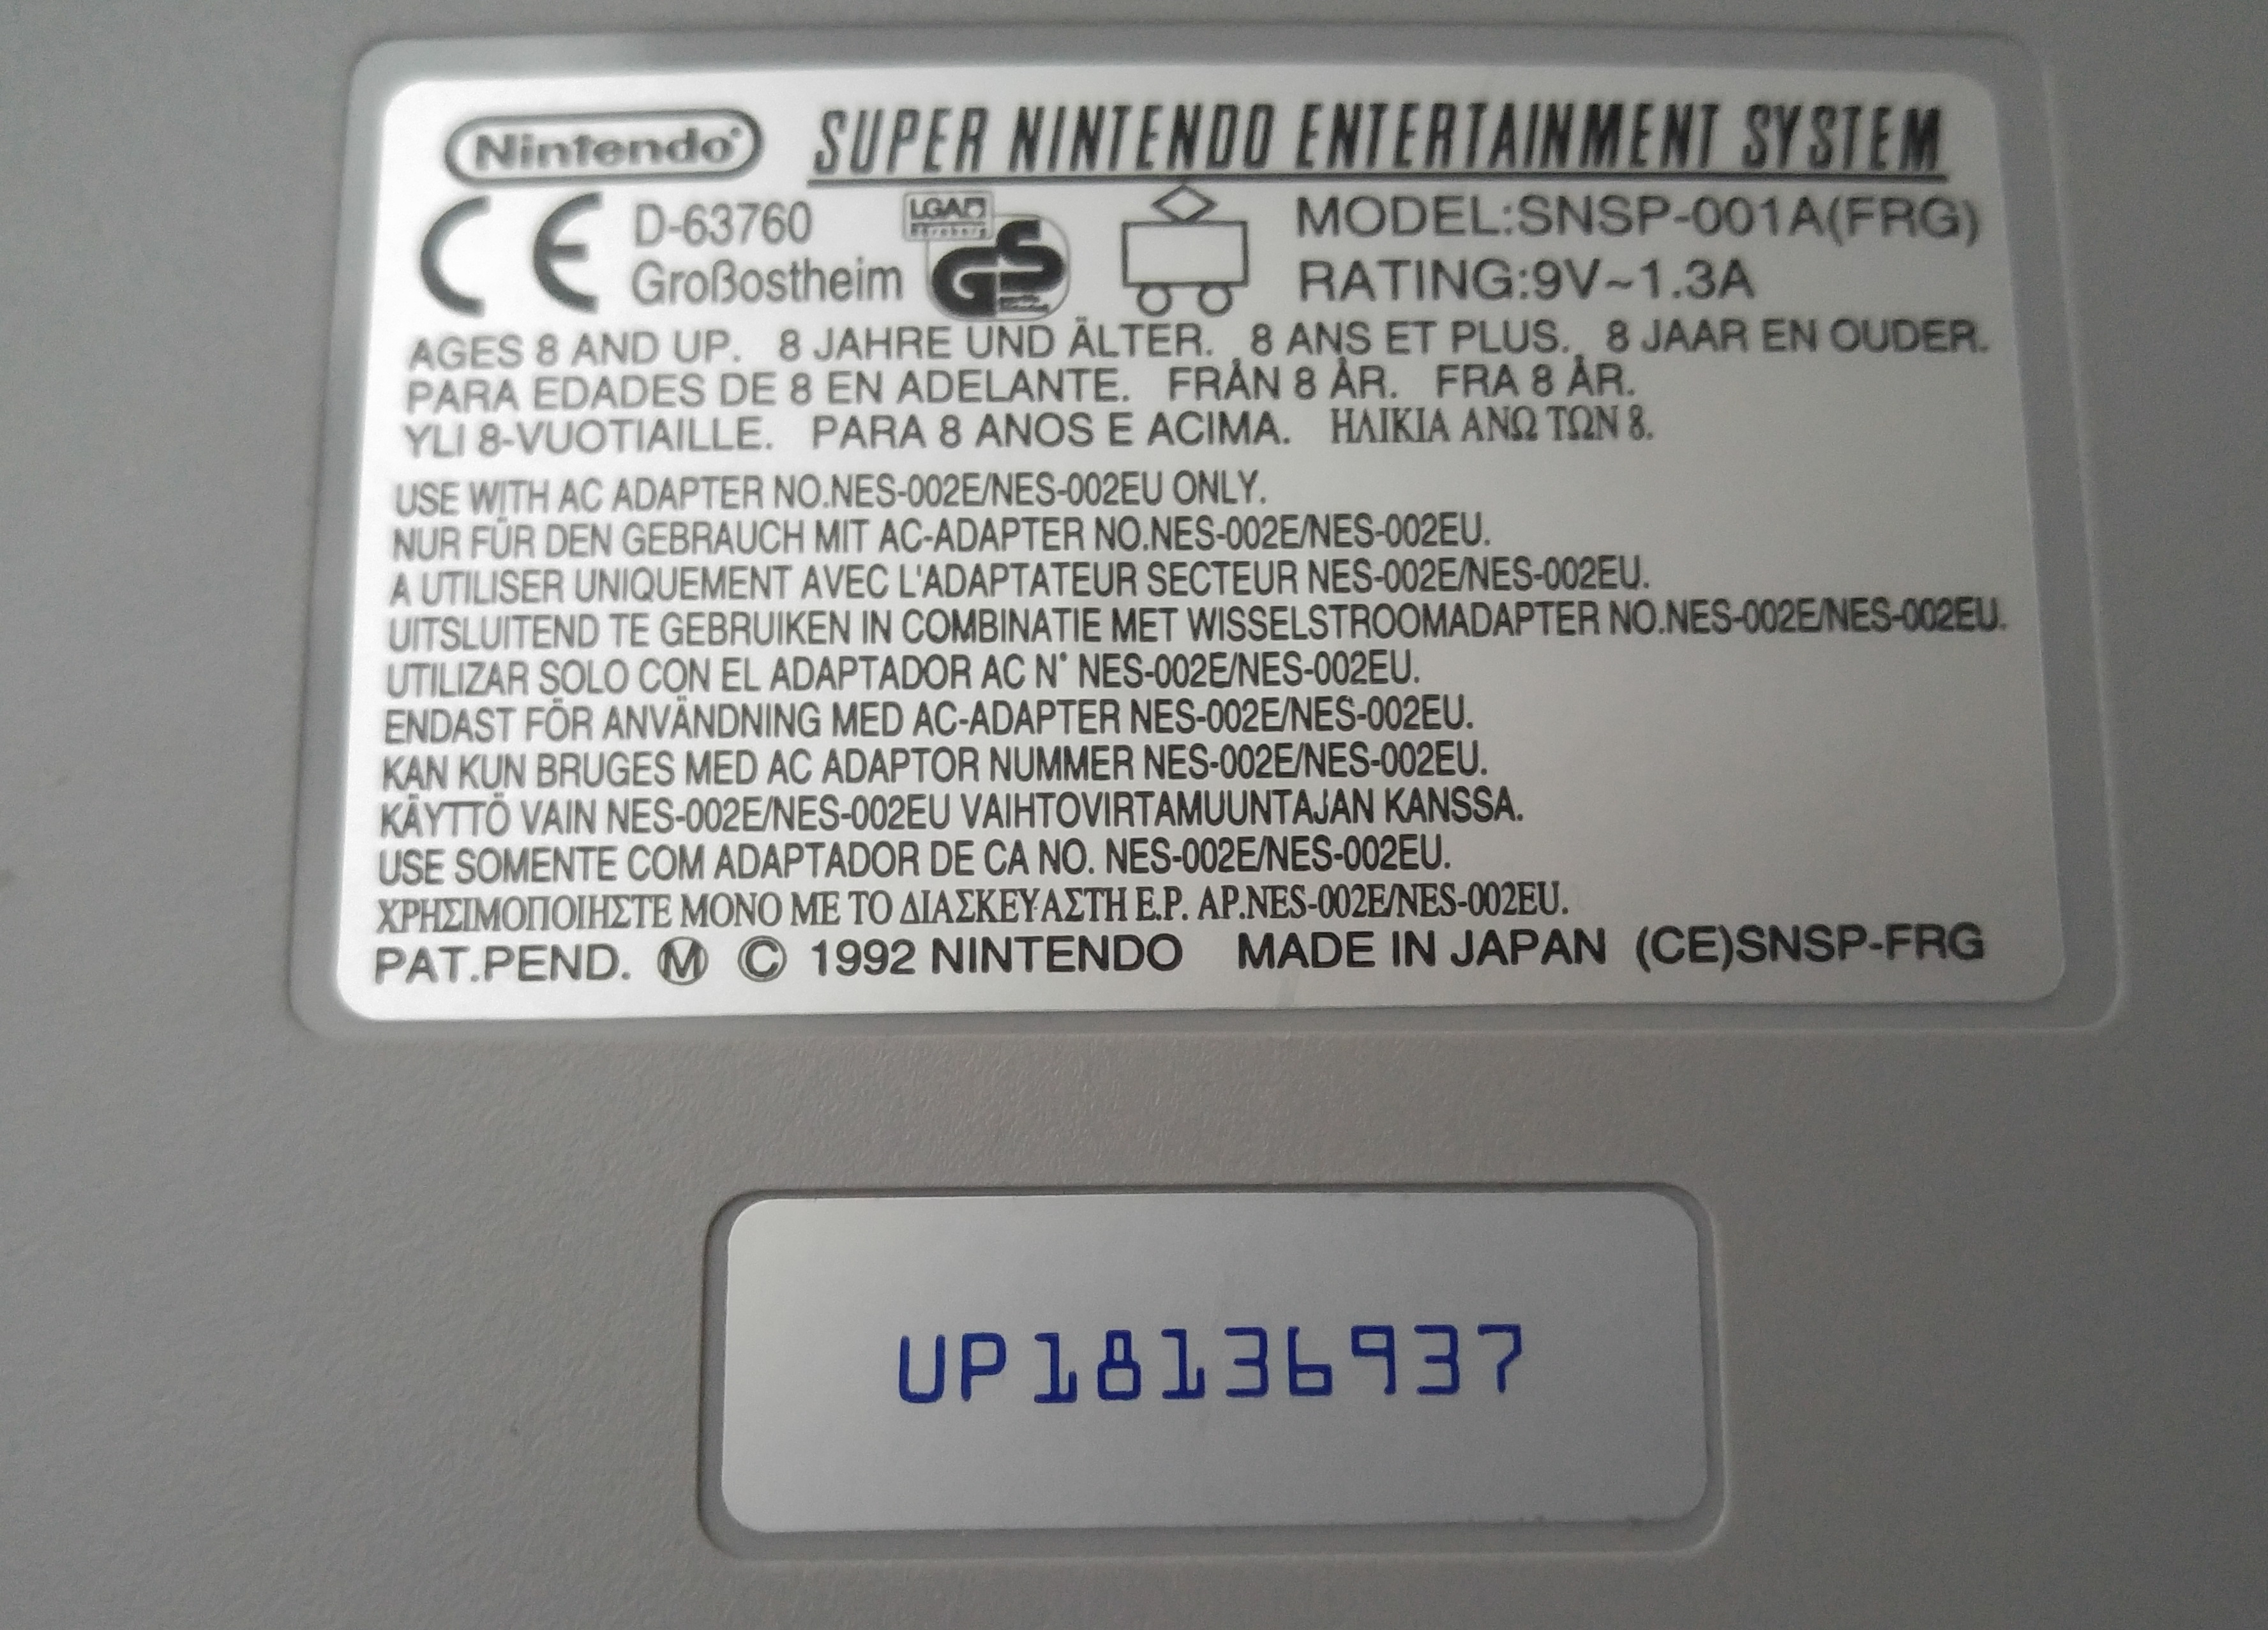 Nintendo® SUPER NINTENDO ENTERTAINMENT SYSTEM
CE D-63760 LGA GS MODEL:SNSP-001A(FRG)
Großostheim RATING:9V~1.3A
AGES 8 AND UP. 8 JAHRE UND ÄLTER. 8 ANS ET PLUS. 8 JAAR EN OUDER.
PARA EDADES DE 8 EN ADELANTE. FRÅN 8 ÅR. FRA 8 ÅR.
YLI 8-VUOTIAILLE. PARA 8 ANOS E ACIMA. ΗΛΙΚΙΑ ΑΝΩ ΤΩΝ 8.
USE WITH AC ADAPTER NO.NES-002E/NES-002EU ONLY.
NUR FÜR DEN GEBRAUCH MIT AC-ADAPTER NO.NES-002E/NES-002EU.
A UTILISER UNIQUEMENT AVEC L'ADAPTATEUR SECTEUR NES-002E/NES-002EU.
UITSLUITEND TE GEBRUIKEN IN COMBINATIE MET WISSELSTROOMADAPTER NO.NES-002E/NES-002EU.
UTILIZAR SOLO CON EL ADAPTADOR AC N° NES-002E/NES-002EU.
ENDAST FÖR ANVÄNDNING MED AC-ADAPTER NES-002E/NES-002EU.
KAN KUN BRUGES MED AC ADAPTOR NUMMER NES-002E/NES-002EU.
KÄYTTÖ VAIN NES-002E/NES-002EU VAIHTOVIRTAMUUNTAJAN KANSSA.
USE SOMENTE COM ADAPTADOR DE CA NO. NES-002E/NES-002EU.
ΧΡΗΣΙΜΟΠΟΙΗΣΤΕ ΜΟΝΟ ΜΕ ΤΟ ΔΙΑΣΚΕΥΑΣΤΗ Ε.Ρ. ΑΡ.NES-002E/NES-002EU.
PAT.PEND. Ⓜ © 1992 NINTENDO MADE IN JAPAN (CE)SNSP-FRG
UP18136937